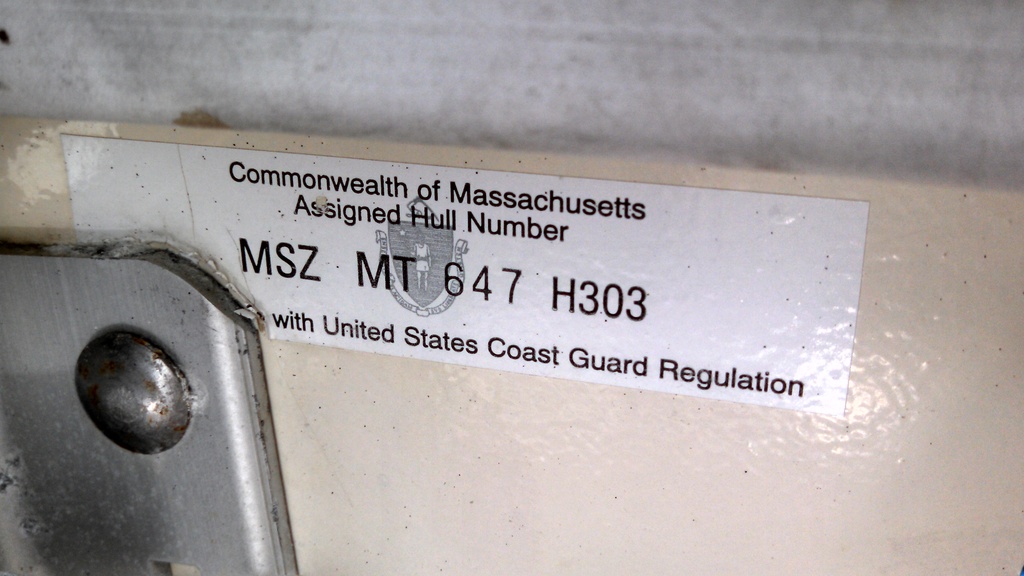 Commonwealth of Massachusetts
Assigned Hull Number
MSZ MT 647 H303
with United States Coast Guard Regulation